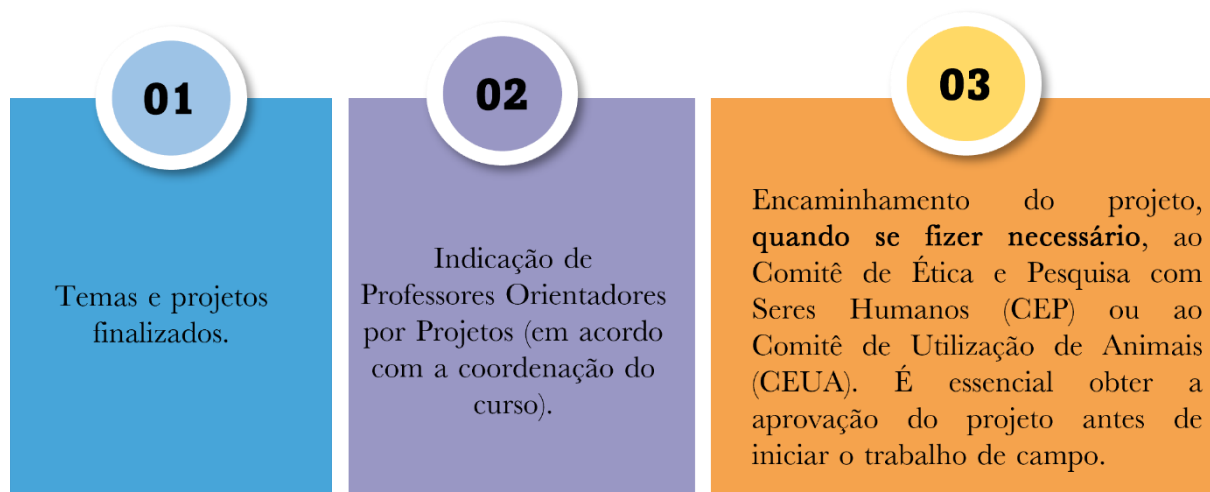 01
Temas e projetos
finalizados.
02
Indicação de
Professores Orientadores
por Projetos (em acordo
com a coordenação do
curso).
03
Encaminhamento do projeto,
quando se fizer necessário, ao
Comitê de Ética e Pesquisa com
Seres Humanos (CEP) ou ao
Comitê de Utilização de Animais
(CEUA). É essencial obter a
aprovação do projeto antes de
iniciar o trabalho de campo.